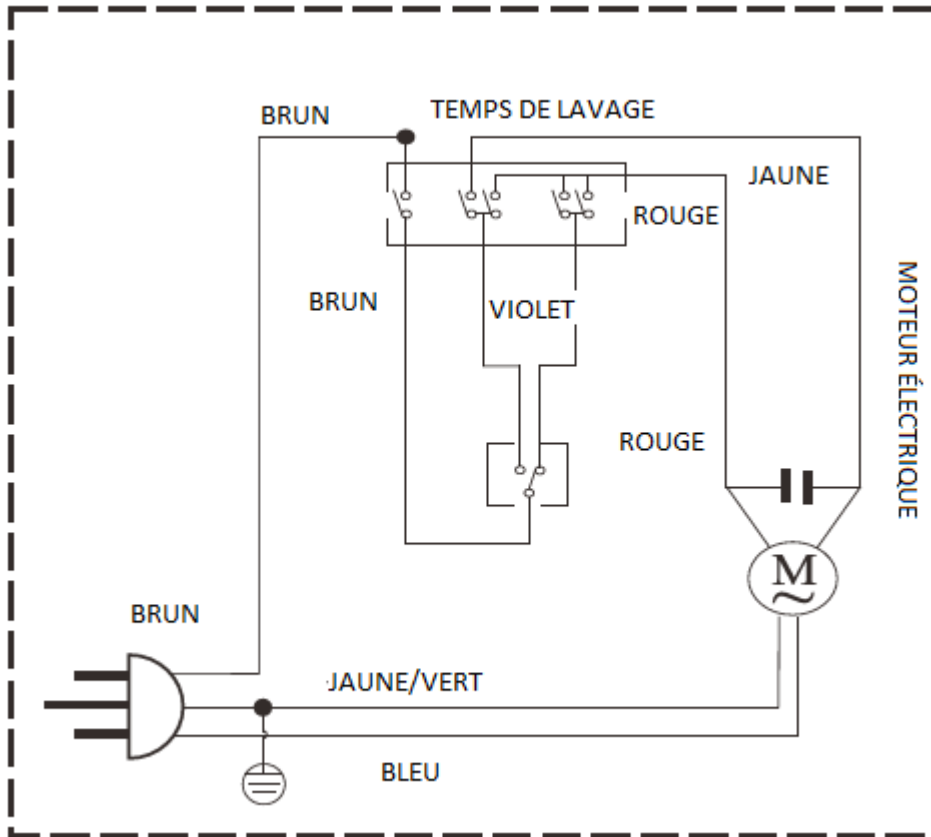 BRUN
TEMPS DE LAVAGE
JAUNE
ROUGE
BRUN
VIOLET
MOTEUR ÉLECTRIQUE
ROUGE
M
~
BRUN
JAUNE/VERT
BLEU